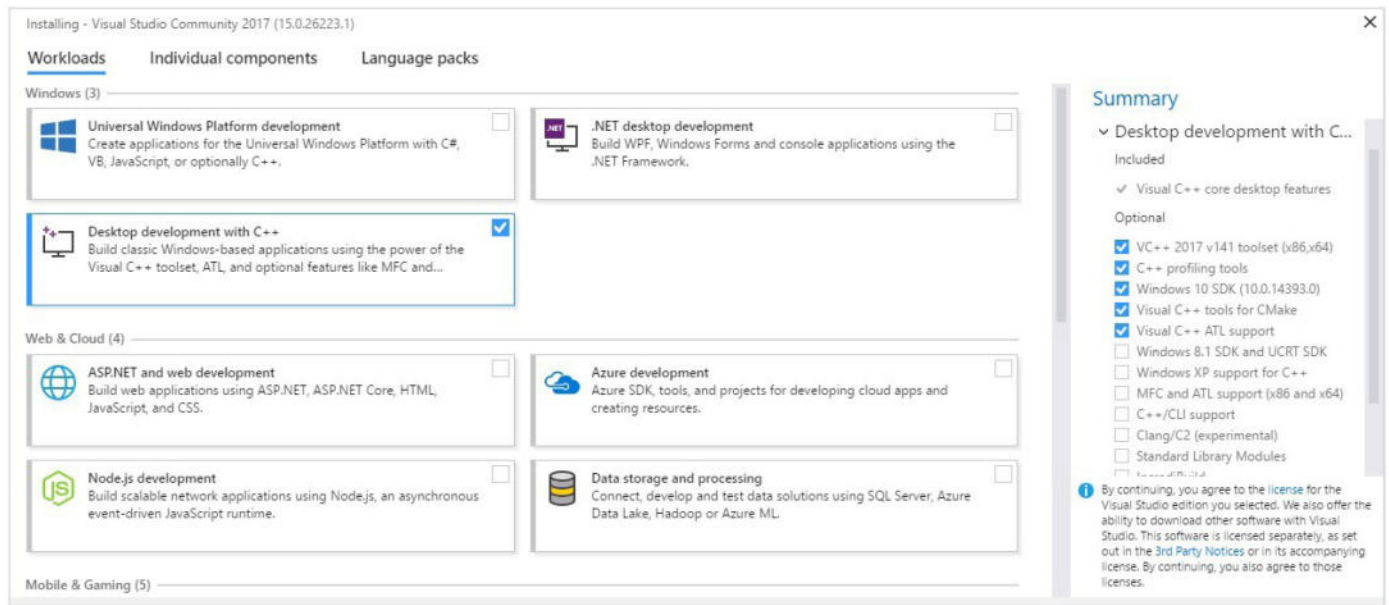 Installing - Visual Studio Community 2017 (15.0.26223.1)
Workloads
Individual components
Language packs
Windows (3)
Universal Windows Platform development
Create applications for the Universal Windows Platform with C#,
VB, JavaScript, or optionally C++.
.NET
.NET desktop development
Build WPF, Windows Forms and console applications using the
.NET Framework.
Desktop development with C++
Build classic Windows-based applications using the power of the
Visual C++ toolset, ATL, and optional features like MFC and...
Web & Cloud (4)
ASP.NET and web development
Build web applications using ASP.NET, ASP.NET Core, HTML,
JavaScript, and CSS.
Azure development
Azure SDK, tools, and projects for developing cloud apps and
creating resources.
JS
Node.js development
Build scalable network applications using Node.js, an asynchronous
event-driven JavaScript runtime.
Data storage and processing
Connect, develop and test data solutions using SQL Server, Azure
Data Lake, Hadoop or Azure ML.
Mobile & Gaming (5)
Summary
Desktop development with C...
Included
Visual C++ core desktop features
Optional
VC++ 2017 v141 toolset (x86,x64)
C++ profiling tools
Windows 10 SDK (10.0.14393.0)
Visual C++ tools for CMake
Visual C++ ATL support
Windows 8.1 SDK and UCRT SDK
Windows XP support for C++
MFC and ATL support (x86 and x64)
C++/CLI support
Clang/C2 (experimental)
Standard Library Modules
By continuing, you agree to the license for the
Visual Studio edition you selected. We also offer the
ability to download other software with Visual
Studio. This software is licensed separately, as set
out in the 3rd Party Notices or in its accompanying
license. By continuing, you also agree to those
licenses.